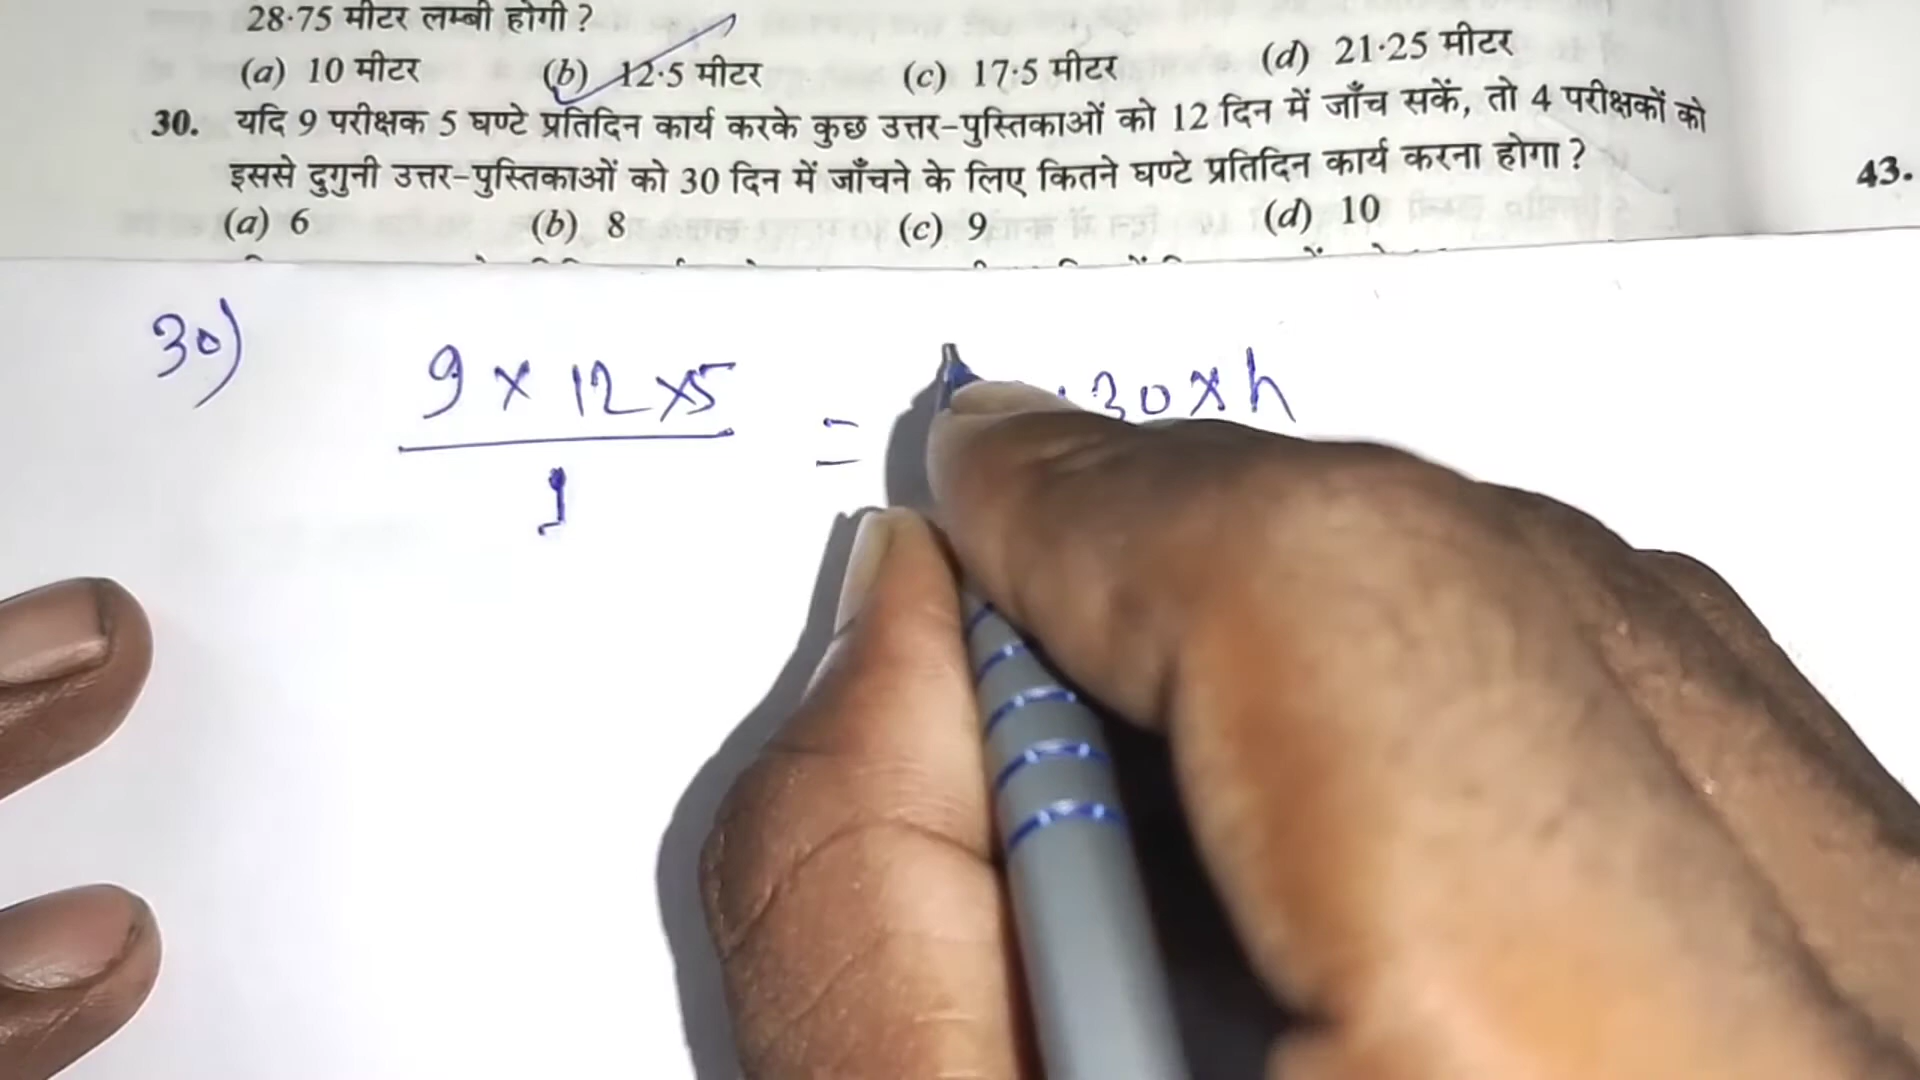 28·75 मीटर लम्बी होगी ?
(a) 10 मीटर (b) 12·5 मीटर (c) 17·5 मीटर (d) 21·25 मीटर
30. यदि 9 परीक्षक 5 घण्टे प्रतिदिन कार्य करके कुछ उत्तर-पुस्तिकाओं को 12 दिन में जाँच सकें, तो 4 परीक्षकों को
इससे दुगुनी उत्तर-पुस्तिकाओं को 30 दिन में जाँचने के लिए कितने घण्टे प्रतिदिन कार्य करना होगा ?
43.
(a) 6 (b) 8 (c) 9 (d) 10
30)
9 × 12 × 5 = 30 × h
1